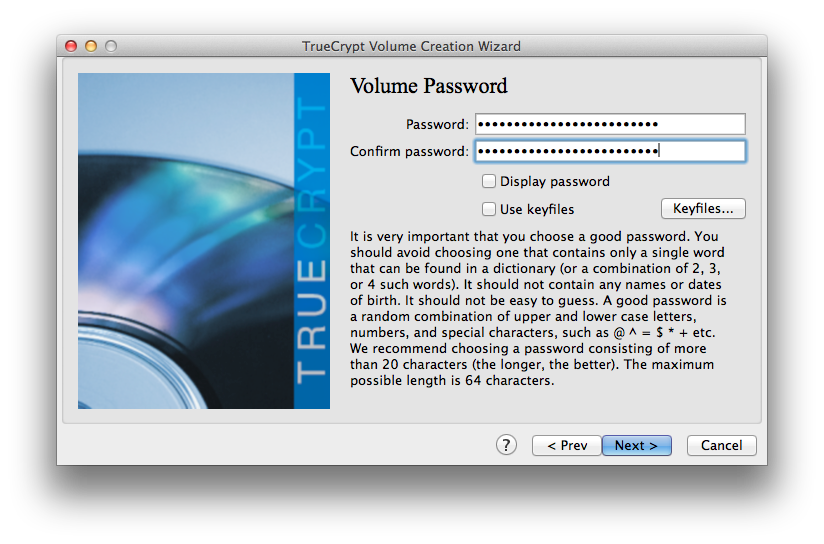 TrueCrypt Volume Creation Wizard
TRUECRYPT
Volume Password
Password: •••••••••••••••••••••••••
Confirm password: •••••••••••••••••••••••••
Display password
Use keyfiles
Keyfiles...
It is very important that you choose a good password. You
should avoid choosing one that contains only a single word
that can be found in a dictionary (or a combination of 2, 3,
or 4 such words). It should not contain any names or dates
of birth. It should not be easy to guess. A good password is
a random combination of upper and lower case letters,
numbers, and special characters, such as @ ^ = $ * + etc.
We recommend choosing a password consisting of more
than 20 characters (the longer, the better). The maximum
possible length is 64 characters.
?
< Prev
Next >
Cancel